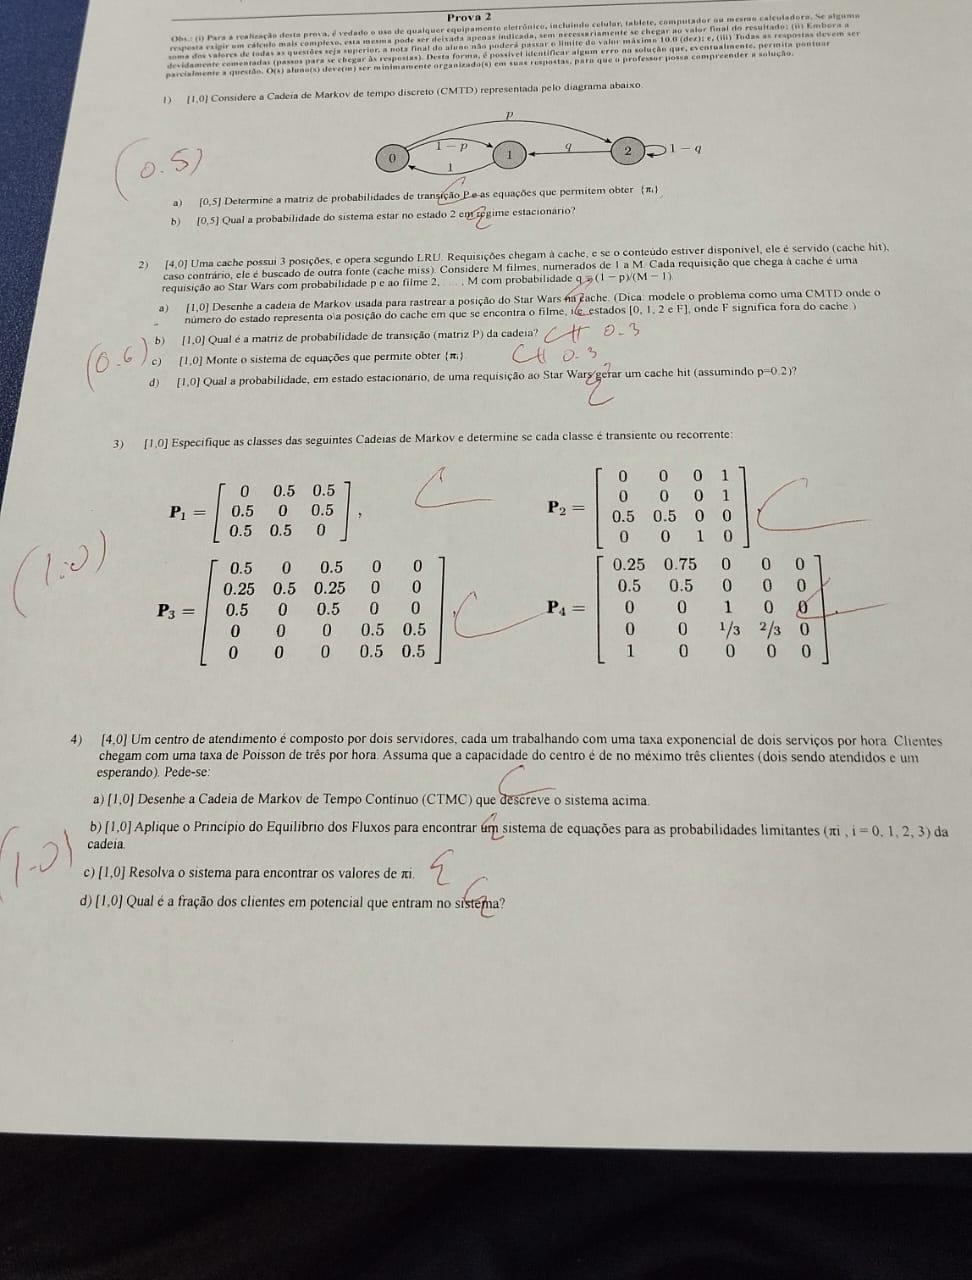 Prova 2
Obs.: (i) Para a realização desta prova, é vedado o uso de qualquer equipamento eletrônico, incluindo celular, tablete, computador ou mesmo calculadora. Se alguma
resposta exigir um cálculo mais complexo, esta mesma pode ser deixada apenas indicada, sem necessariamente se chegar ao valor final do resultado; (ii) Embora a
soma dos valores de todas as questões seja superior, a nota final do aluno não poderá passar o limite do valor máximo 10.0 (dez); e, (iii) Todas as respostas devem ser
devidamente comentadas (passos para se chegar às respostas). Desta forma, é possível identificar algum erro na solução que, eventualmente, permita pontuar
parcialmente a questão. O(s) aluno(s) deve(m) ser minimamente organizado(s) em suas respostas, para que o professor possa compreender a solução.
1) [1,0] Considere a Cadeia de Markov de tempo discreto (CMTD) representada pelo diagrama abaixo.
p
1 − p
q
0 1 2 1 − q
1
(0.5)
a) [0,5] Determine a matriz de probabilidades de transição P e as equações que permitem obter {πᵢ}
b) [0,5] Qual a probabilidade do sistema estar no estado 2 em regime estacionário?
2) [4,0] Uma cache possui 3 posições, e opera segundo LRU. Requisições chegam à cache, e se o conteúdo estiver disponível, ele é servido (cache hit),
caso contrário, ele é buscado de outra fonte (cache miss). Considere M filmes, numerados de 1 a M. Cada requisição que chega à cache é uma
requisição ao Star Wars com probabilidade p e ao filme 2, . . . , M com probabilidade q = (1 − p)/(M − 1)
a) [1,0] Desenhe a cadeia de Markov usada para rastrear a posição do Star Wars na cache. (Dica: modele o problema como uma CMTD onde o
número do estado representa o\a posição do cache em que se encontra o filme, i.e. estados [0, 1, 2 e F], onde F significa fora do cache.)
b) [1,0] Qual é a matriz de probabilidade de transição (matriz P) da cadeia? 0.3
(0.6)
c) [1,0] Monte o sistema de equações que permite obter {πᵢ} 0.3
d) [1,0] Qual a probabilidade, em estado estacionário, de uma requisição ao Star Wars gerar um cache hit (assumindo p=0.2)?
3) [1,0] Especifique as classes das seguintes Cadeias de Markov e determine se cada classe é transiente ou recorrente:
P₁ =
0 0.5 0.5
0.5 0 0.5
0.5 0.5 0
,
P₂ =
0 0 0 1
0 0 0 1
0.5 0.5 0 0
0 0 1 0
(1.0)
P₃ =
0.5 0 0.5 0 0
0.25 0.5 0.25 0 0
0.5 0 0.5 0 0
0 0 0 0.5 0.5
0 0 0 0.5 0.5
P₄ =
0.25 0.75 0 0 0
0.5 0.5 0 0 0
0 0 1 0 0
0 0 1/3 2/3 0
1 0 0 0 0
4) [4,0] Um centro de atendimento é composto por dois servidores, cada um trabalhando com uma taxa exponencial de dois serviços por hora. Clientes
chegam com uma taxa de Poisson de três por hora. Assuma que a capacidade do centro é de no méximo três clientes (dois sendo atendidos e um
esperando). Pede-se:
a) [1,0] Desenhe a Cadeia de Markov de Tempo Contínuo (CTMC) que descreve o sistema acima.
b) [1,0] Aplique o Princípio do Equilíbrio dos Fluxos para encontrar um sistema de equações para as probabilidades limitantes (πi , i = 0, 1, 2, 3) da
cadeia.
(1.0)
c) [1,0] Resolva o sistema para encontrar os valores de πi.
d) [1,0] Qual é a fração dos clientes em potencial que entram no sistema?